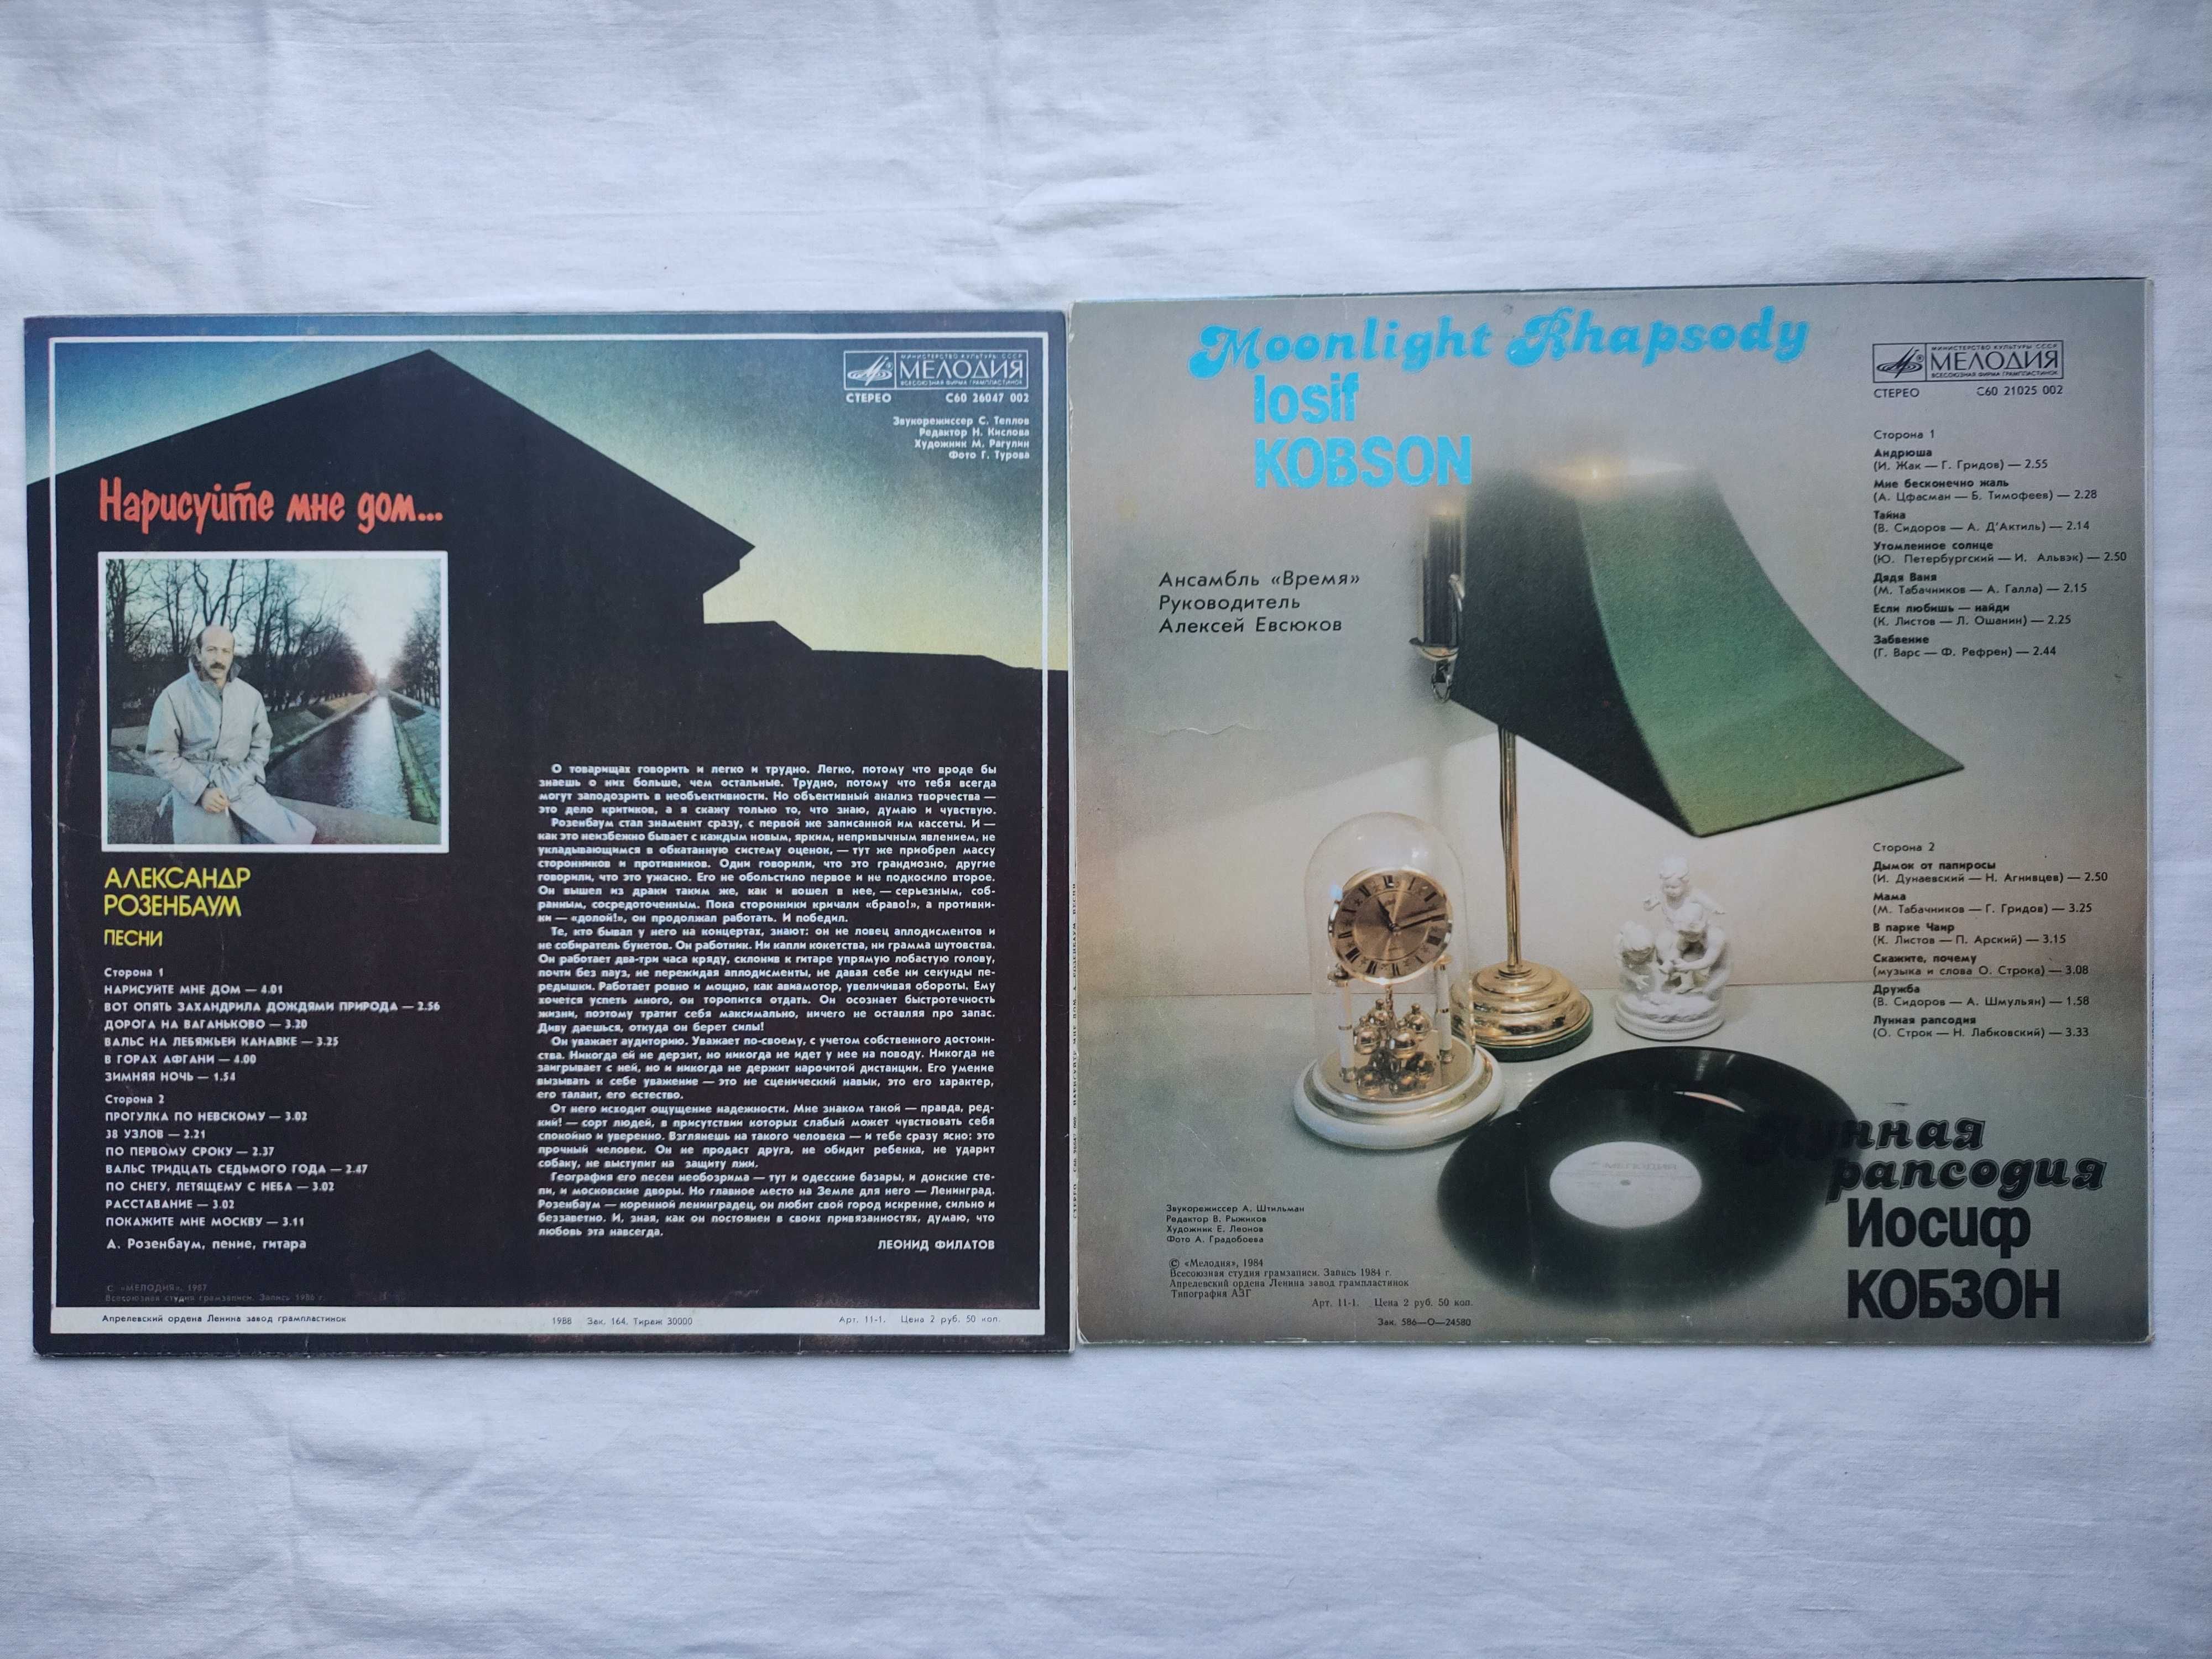 МИНИСТЕРСТВО КУЛЬТУРЫ СССР
МЕЛОДИЯ
ВСЕСОЮЗНАЯ ФИРМА ГРАМПЛАСТИНОК
СТЕРЕО С60 26047 002
Звукорежиссер С. Теплов
Редактор Н. Кислова
Художник М. Рагулин
Фото Г. Турова
Нарисуйте мне дом...
АЛЕКСАНДР
РОЗЕНБАУМ
ПЕСНИ
Сторона 1
НАРИСУЙТЕ МНЕ ДОМ — 4.01
ВОТ ОПЯТЬ ЗАХАНДРИЛА ДОЖДЯМИ ПРИРОДА — 2.56
ДОРОГА НА ВАГАНЬКОВО — 3.20
ВАЛЬС НА ЛЕБЯЖЬЕЙ КАНАВКЕ — 3.25
В ГОРАХ АФГАНИ — 4.00
ЗИМНЯЯ НОЧЬ — 1.54
Сторона 2
ПРОГУЛКА ПО НЕВСКОМУ — 3.02
38 УЗЛОВ — 2.21
ПО ПЕРВОМУ СРОКУ — 2.37
ВАЛЬС ТРИДЦАТЬ СЕДЬМОГО ГОДА — 2.47
ПО СНЕГУ, ЛЕТЯЩЕМУ С НЕБА — 3.02
РАССТАВАНИЕ — 3.02
ПОКАЖИТЕ МНЕ МОСКВУ — 3.11
А. Розенбаум, пение, гитара
© «МЕЛОДИЯ», 1987
Всесоюзная студия грамзаписи. Запись 1986 г.
О товарищах говорить и легко и трудно. Легко, потому что вроде бы
знаешь о них больше, чем остальные. Трудно, потому что тебя всегда
могут заподозрить в необъективности. Но объективный анализ творчества —
это дело критиков, а я скажу только то, что знаю, думаю и чувствую.
Розенбаум стал знаменит сразу, с первой же записанной им кассеты. И —
как это неизбежно бывает с каждым новым, ярким, непривычным явлением, не
укладывающимся в обкатанную систему оценок, — тут же приобрел массу
сторонников и противников. Одни говорили, что это грандиозно, другие
говорили, что это ужасно. Его не обольстило первое и не подкосило второе.
Он вышел из драки таким же, как и вошел в нее, — серьезным, соб-
ранным, сосредоточенным. Пока сторонники кричали «браво!», а противни-
ки — «долой!», он продолжал работать. И победил.
Те, кто бывал у него на концертах, знают: он не ловец аплодисментов и
не собиратель букетов. Он работник. Ни капли кокетства, ни грамма шутовства.
Он работает два-три часа кряду, склонив к гитаре упрямую лобастую голову,
почти без пауз, не пережидая аплодисменты, не давая себе ни секунды пе-
редышки. Работает ровно и мощно, как авиамотор, увеличивая обороты. Ему
хочется успеть много, он торопится отдать. Он осознает быстротечность
жизни, поэтому тратит себя максимально, ничего не оставляя про запас.
Диву даешься, откуда он берет силы!
Он уважает аудиторию. Уважает по-своему, с учетом собственного достоин-
ства. Никогда ей не дерзит, но никогда не идет у нее на поводу. Никогда не
заигрывает с ней, но и никогда не держит нарочитой дистанции. Его умение
вызывать к себе уважение — это не сценический навык, это его характер,
его талант, его естество.
От него исходит ощущение надежности. Мне знаком такой — правда, ред-
кий! — сорт людей, в присутствии которых слабый может чувствовать себя
спокойно и уверенно. Взглянешь на такого человека — и тебе сразу ясно: это
прочный человек. Он не продаст друга, не обидит ребенка, не ударит
собаку, не выступит на защиту лжи.
География его песен необозрима — тут и одесские базары, и донские сте-
пи, и московские дворы. Но главное место на Земле для него — Ленинград.
Розенбаум — коренной ленинградец, он любит свой город искренне, сильно и
беззаветно. И, зная, как он постоянен в своих привязанностях, думаю, что
любовь эта навсегда.
ЛЕОНИД ФИЛАТОВ
Апрелевский ордена Ленина завод грампластинок 1988 Зак. 164. Тираж 30000 Арт. 11-1. Цена 2 руб. 50 коп.
Moonlight Rhapsody
Iosif
KOBSON
МИНИСТЕРСТВО КУЛЬТУРЫ СССР
МЕЛОДИЯ
ВСЕСОЮЗНАЯ ФИРМА ГРАМПЛАСТИНОК
СТЕРЕО С60 21025 002
Ансамбль «Время»
Руководитель
Алексей Евсюков
Сторона 1
Андрюша
(И. Жак — Г. Гридов) — 2.55
Мне бесконечно жаль
(А. Цфасман — Б. Тимофеев) — 2.28
Тайна
(В. Сидоров — А. Д'Актиль) — 2.14
Утомленное солнце
(Ю. Петербургский — И. Альвэк) — 2.50
Дядя Ваня
(М. Табачников — А. Галла) — 2.15
Если любишь — найди
(К. Листов — Л. Ошанин) — 2.25
Забвение
(Г. Варс — Ф. Рефрен) — 2.44
Сторона 2
Дымок от папиросы
(И. Дунаевский — Н. Агнивцев) — 2.50
Мама
(М. Табачников — Г. Гридов) — 3.25
В парке Чаир
(К. Листов — П. Арский) — 3.15
Скажите, почему
(музыка и слова О. Строка) — 3.08
Дружба
(В. Сидоров — А. Шмульян) — 1.58
Лунная рапсодия
(О. Строк — Н. Лабковский) — 3.33
МЕЛОДИЯ
Лунная
рапсодия
Иосиф
КОБЗОН
Звукорежиссер А. Штильман
Редактор В. Рыжиков
Художник Е. Леонов
Фото А. Градобоева
© «Мелодия», 1984
Всесоюзная студия грамзаписи. Запись 1984 г.
Апрелевский ордена Ленина завод грампластинок
Типография АЗГ
Арт. 11-1. Цена 2 руб. 50 коп.
Зак. 586—О—24580